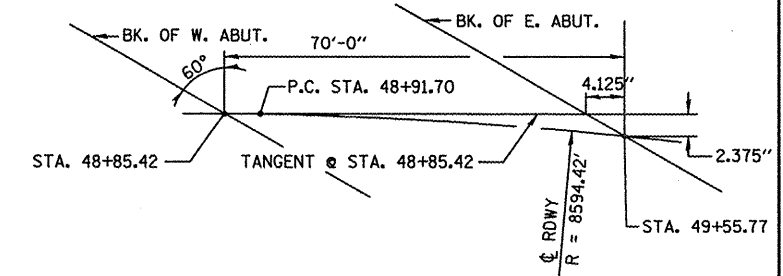 BK. OF W. ABUT.
BK. OF E. ABUT.
70'-0"
60°
4.125"
P.C. STA. 48+91.70
STA. 48+85.42
TANGENT @ STA. 48+85.42
2.375"
℄ RDWY
R = 8594.42'
STA. 49+55.77